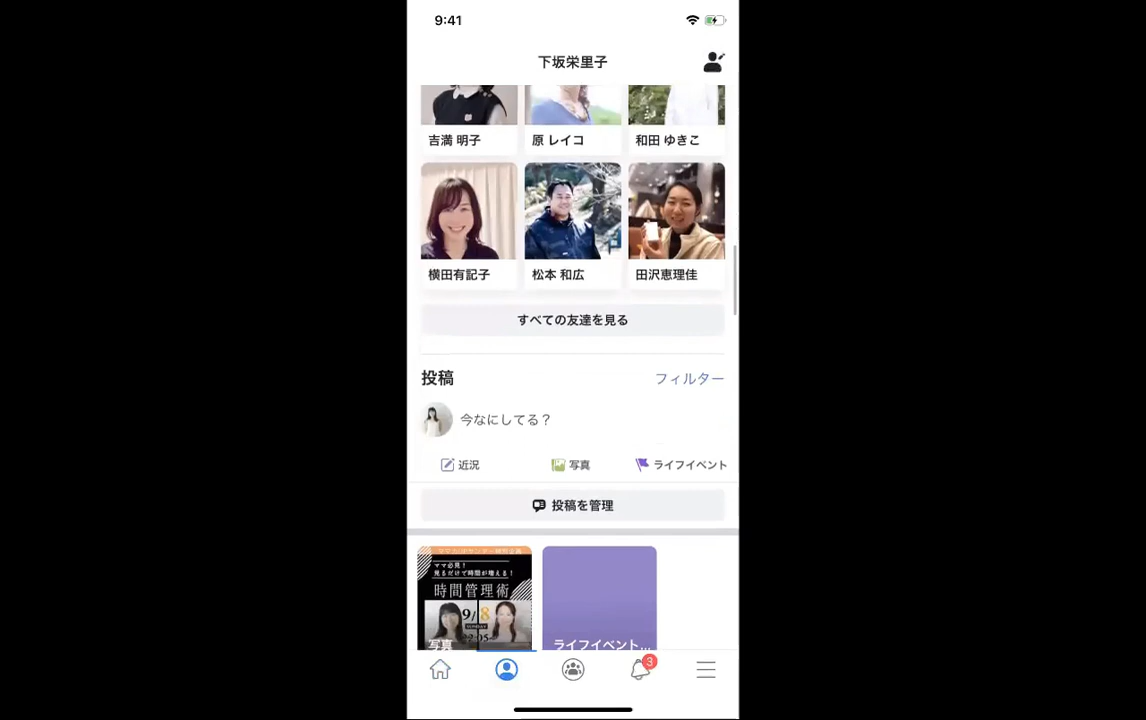 9:41
下坂栄里子
吉満 明子
原 レイコ
和田 ゆきこ
横田有記子
松本 和広
田沢恵理佳
すべての友達を見る
投稿
フィルター
今なにしてる？
近況
写真
ライフイベント
投稿を管理
ママ必見！
見るだけで時間が増える！
時間管理術
9/8
22:05~
写真
ライフイベント...
3